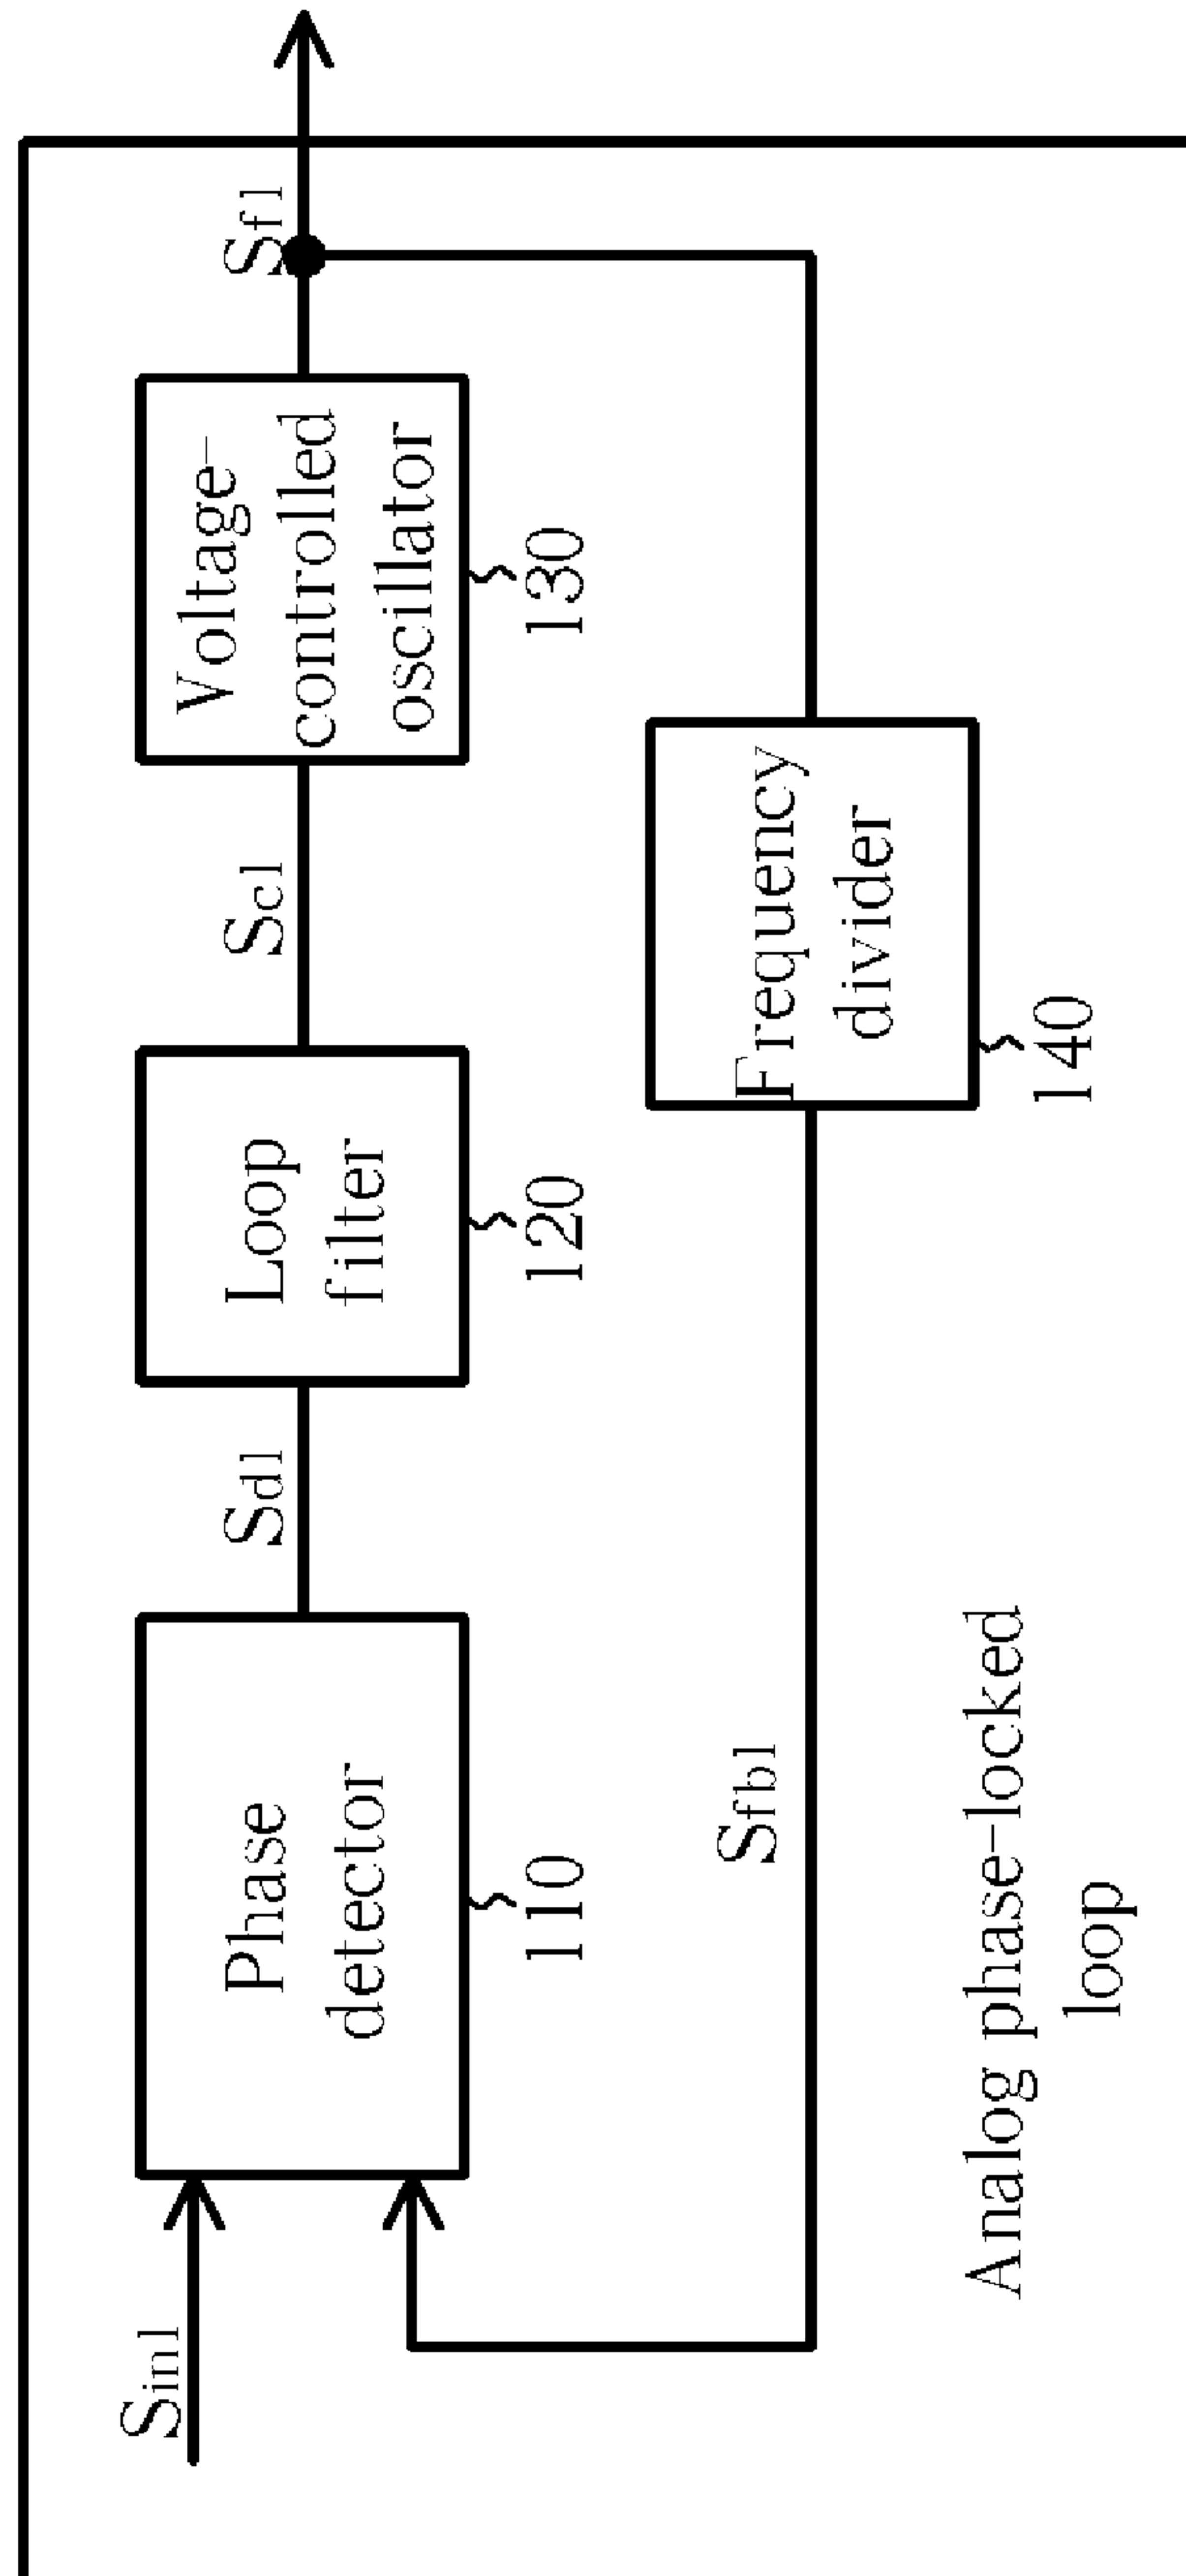 Sin1
Phase
detector
110
Sd1
Loop
filter
120
Sc1
Voltage-
controlled
oscillator
130
Sf1
Frequency
divider
140
Sfb1
Analog phase-locked
loop